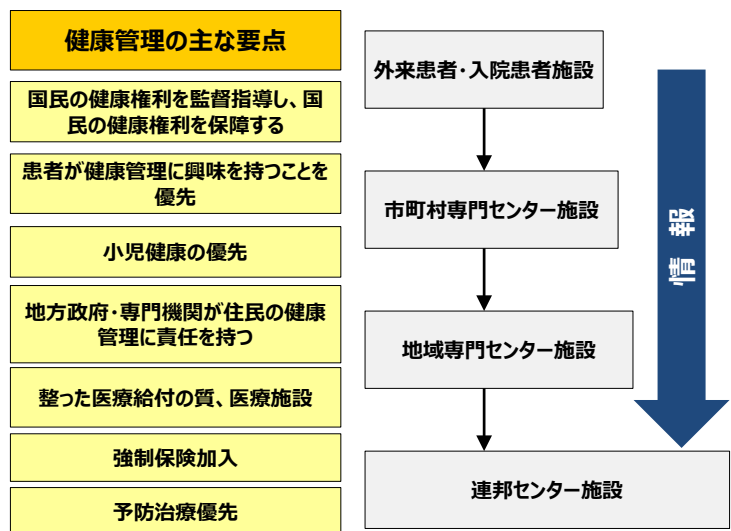 健康管理の主な要点
国民の健康権利を監督指導し、国
民の健康権利を保障する
患者が健康管理に興味を持つことを
優先
小児健康の優先
地方政府・専門機関が住民の健康
管理に責任を持つ
整った医療給付の質、医療施設
強制保険加入
予防治療優先
外来患者・入院患者施設
市町村専門センター施設
地域専門センター施設
連邦センター施設
情 報